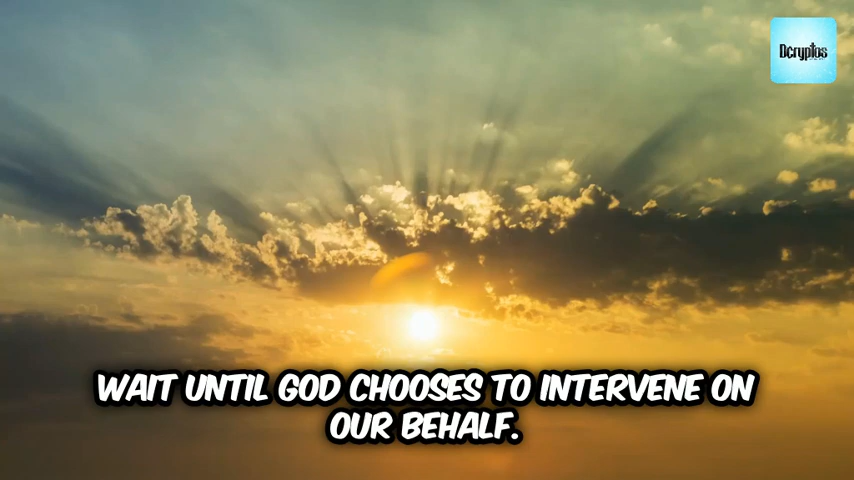 Dcryptos
WAIT UNTIL GOD CHOOSES TO INTERVENE ON
OUR BEHALF.